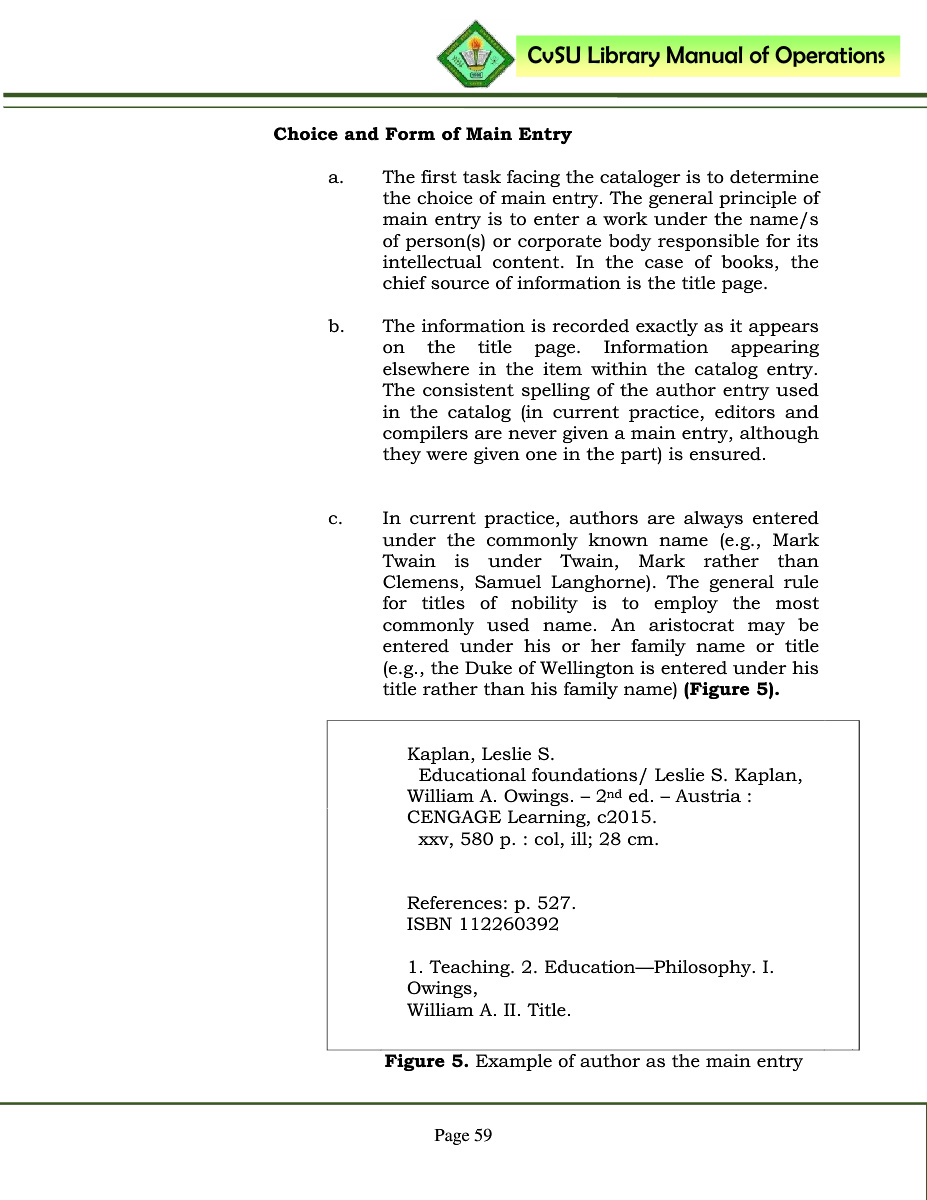 CvSU Library Manual of Operations
Choice and Form of Main Entry
a. The first task facing the cataloger is to determine
the choice of main entry. The general principle of
main entry is to enter a work under the name/s
of person(s) or corporate body responsible for its
intellectual content. In the case of books, the
chief source of information is the title page.
b. The information is recorded exactly as it appears
on the title page. Information appearing
elsewhere in the item within the catalog entry.
The consistent spelling of the author entry used
in the catalog (in current practice, editors and
compilers are never given a main entry, although
they were given one in the part) is ensured.
c. In current practice, authors are always entered
under the commonly known name (e.g., Mark
Twain is under Twain, Mark rather than
Clemens, Samuel Langhorne). The general rule
for titles of nobility is to employ the most
commonly used name. An aristocrat may be
entered under his or her family name or title
(e.g., the Duke of Wellington is entered under his
title rather than his family name) (Figure 5).
Kaplan, Leslie S.
Educational foundations/ Leslie S. Kaplan,
William A. Owings. – 2nd ed. – Austria :
CENGAGE Learning, c2015.
xxv, 580 p. : col, ill; 28 cm.
References: p. 527.
ISBN 112260392
1. Teaching. 2. Education—Philosophy. I.
Owings,
William A. II. Title.
Figure 5. Example of author as the main entry
Page 59